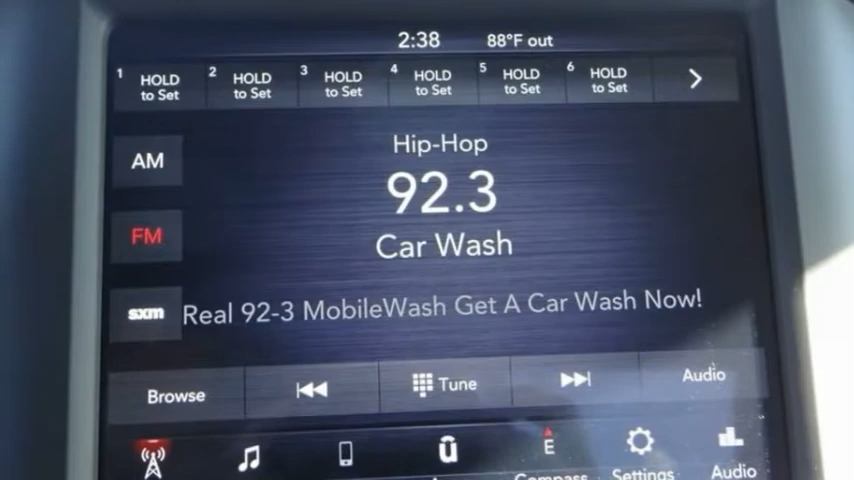 2:38 88°F out
1 HOLD to Set
2 HOLD to Set
3 HOLD to Set
4 HOLD to Set
5 HOLD to Set
6 HOLD to Set
AM
Hip-Hop
92.3
FM
Car Wash
sxm
Real 92-3 MobileWash Get A Car Wash Now!
Browse
Tune
Audio
E
Compass
Settings
Audio